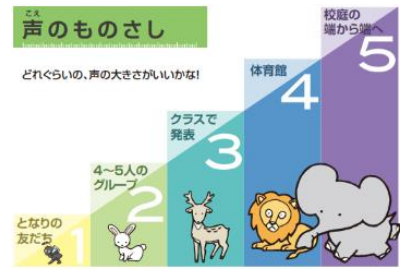 こえ
声のものさし
どれぐらいの、声の大きさがいいかな!
となりの
友だち
1
4〜5人の
グループ
2
クラスで
発表
3
体育館
4
校庭の
端から端へ
5